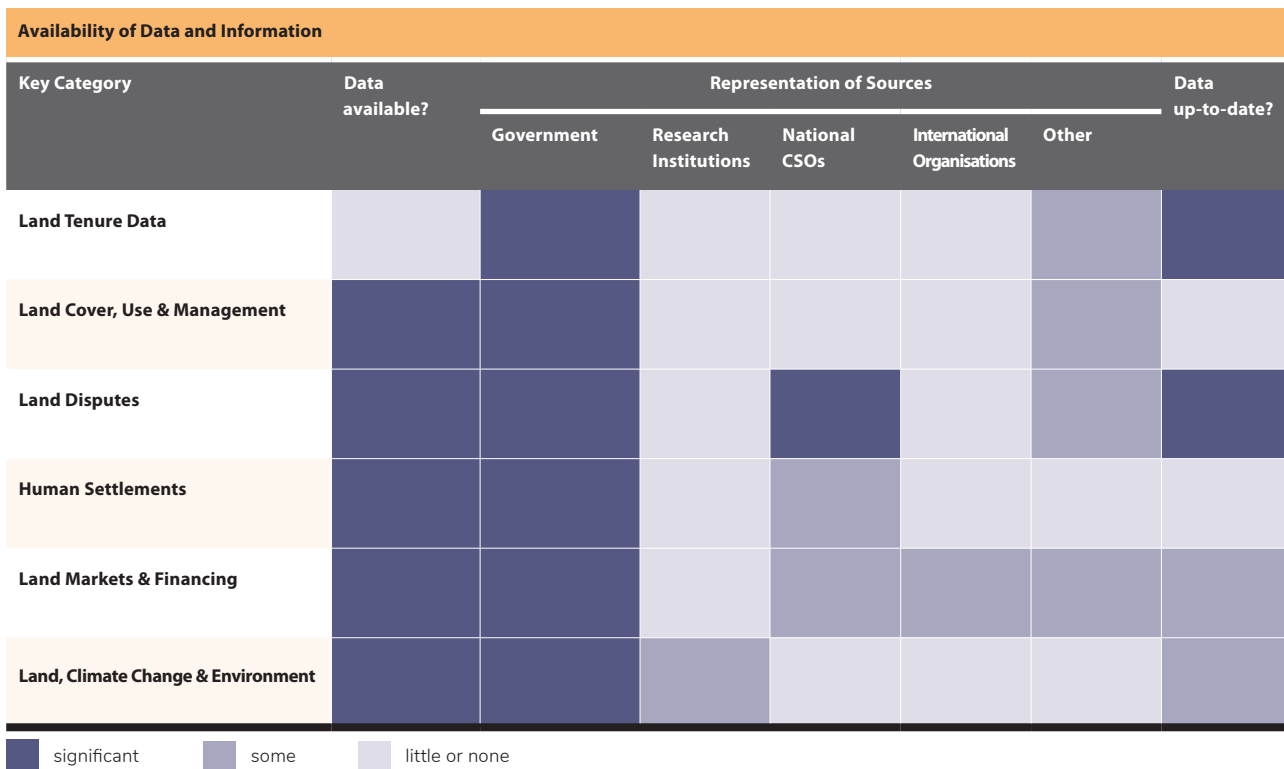 Availability of Data and Information
Key Category
Data
available?
Representation of Sources
Data
up-to-date?
Government
Research
Institutions
National
CSOs
International
Organisations
Other
Land Tenure Data
Land Cover, Use & Management
Land Disputes
Human Settlements
Land Markets & Financing
Land, Climate Change & Environment
significant
some
little or none